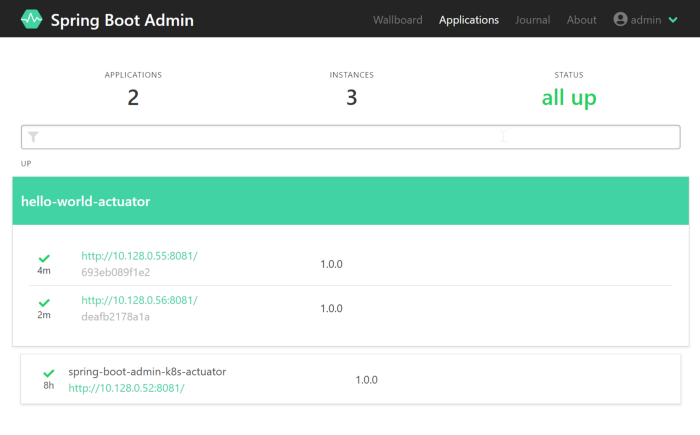 Spring Boot Admin
Wallboard Applications Journal About admin
APPLICATIONS INSTANCES STATUS
2 3 all up
UP
hello-world-actuator
http://10.128.0.55:8081/ 1.0.0
4m 693eb089f1e2
http://10.128.0.56:8081/ 1.0.0
2m deafb2178a1a
spring-boot-admin-k8s-actuator 1.0.0
8h http://10.128.0.52:8081/